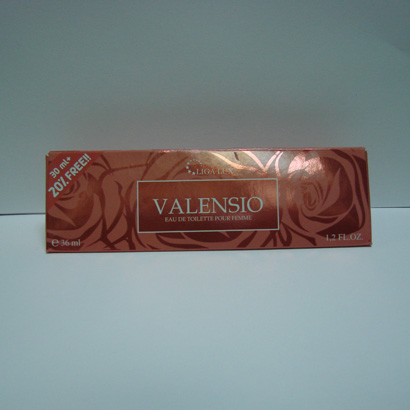 30 ml+
20% FREE!!
VALENSIO
EAU DE TOILETTE POUR FEMME
℮ 36 ml
1.2 FL.OZ